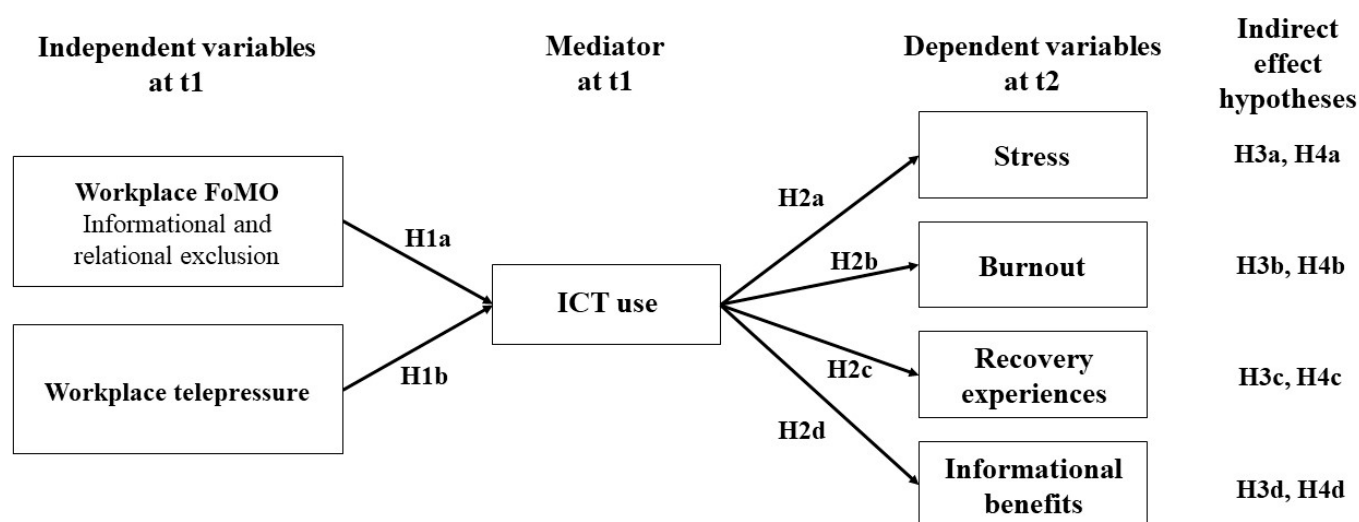 Independent variables
at t1
Mediator
at t1
Dependent variables
at t2
Indirect
effect
hypotheses
Workplace FoMO
Informational and
relational exclusion
Workplace telepressure
H1a
H1b
ICT use
H2a
H2b
H2c
H2d
Stress
H3a, H4a
Burnout
H3b, H4b
Recovery
experiences
H3c, H4c
Informational
benefits
H3d, H4d